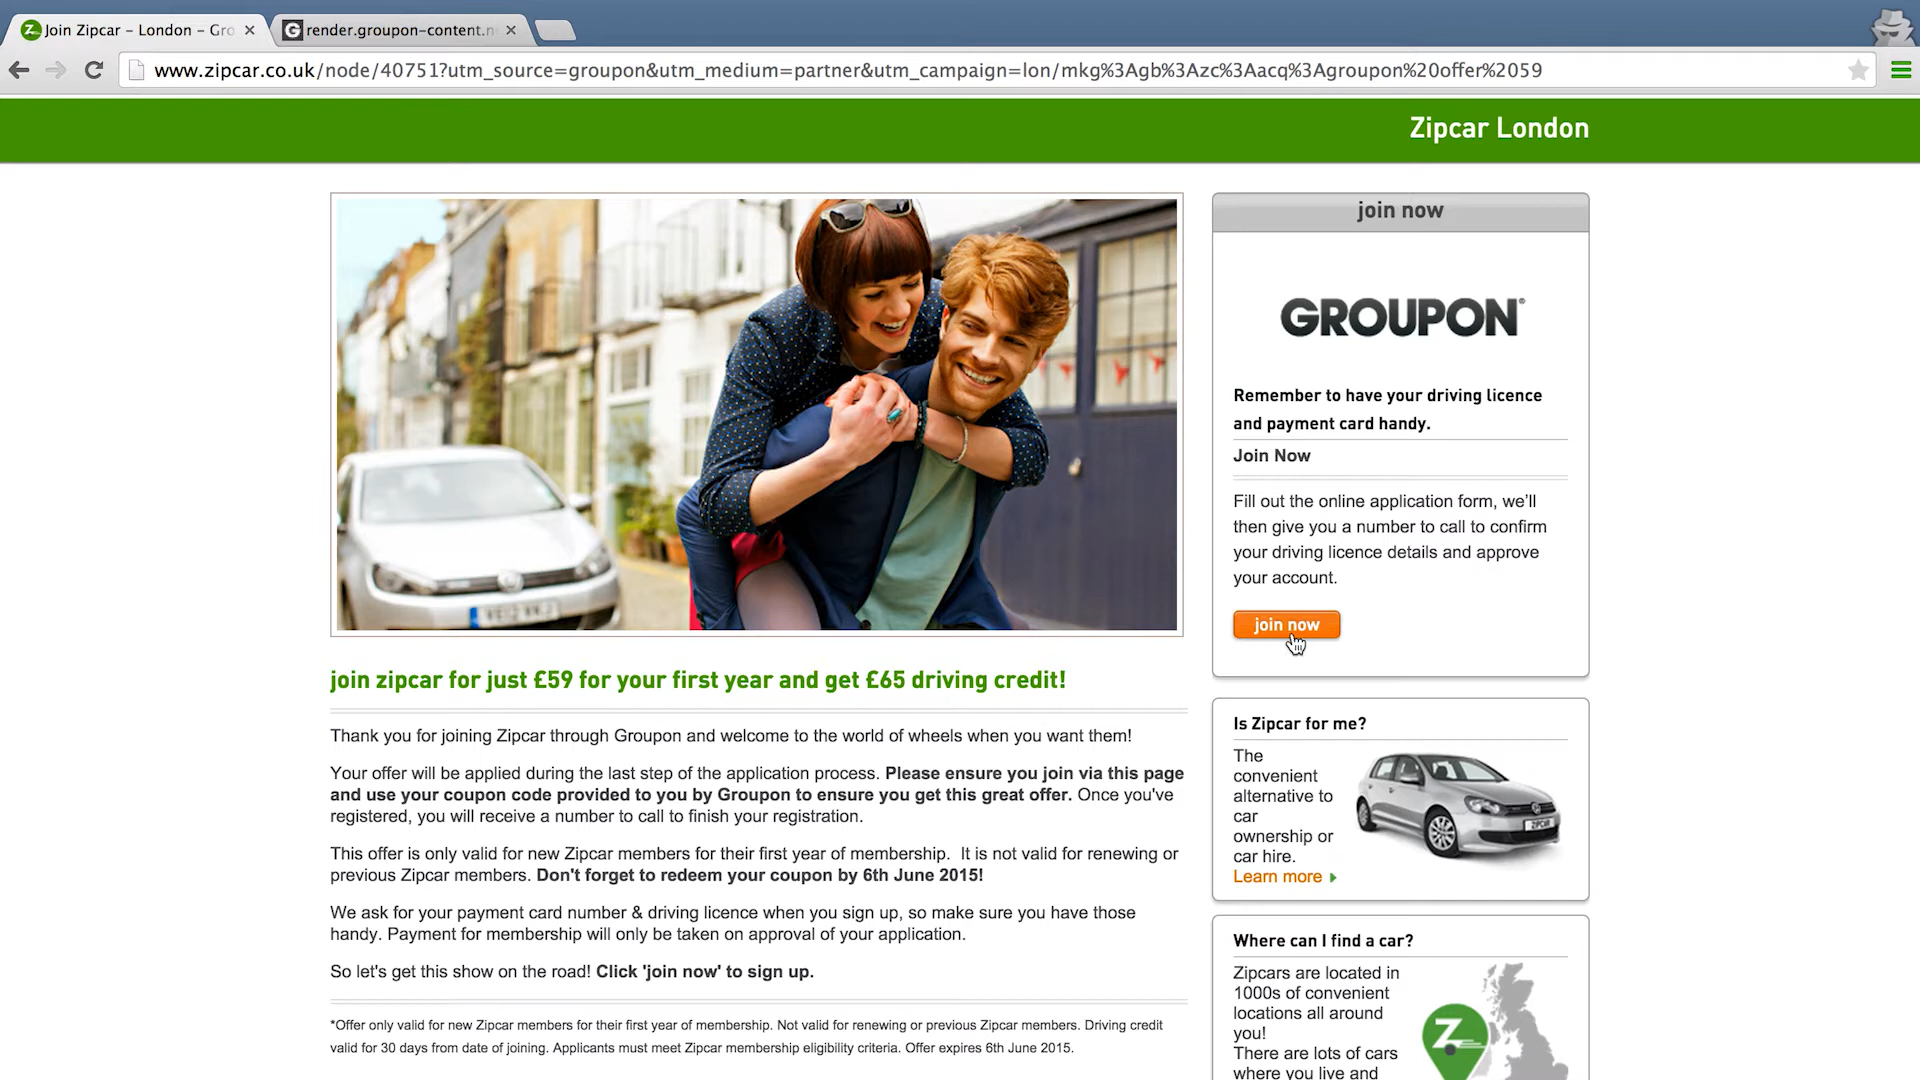 Join Zipcar – London – Gro
render.groupon-content.n
www.zipcar.co.uk/node/40751?utm_source=groupon&utm_medium=partner&utm_campaign=lon/mkg%3Agb%3Azc%3Aacq%3Agroupon%20offer%2059
Zipcar London
join now
GROUPON
Remember to have your driving licence
and payment card handy.
Join Now
Fill out the online application form, we’ll
then give you a number to call to confirm
your driving licence details and approve
your account.
join now
join zipcar for just £59 for your first year and get £65 driving credit!
Thank you for joining Zipcar through Groupon and welcome to the world of wheels when you want them!
Your offer will be applied during the last step of the application process. Please ensure you join via this page
and use your coupon code provided to you by Groupon to ensure you get this great offer. Once you've
registered, you will receive a number to call to finish your registration.
This offer is only valid for new Zipcar members for their first year of membership.  It is not valid for renewing or
previous Zipcar members. Don't forget to redeem your coupon by 6th June 2015!
We ask for your payment card number & driving licence when you sign up, so make sure you have those
handy. Payment for membership will only be taken on approval of your application.
So let's get this show on the road! Click 'join now' to sign up.
*Offer only valid for new Zipcar members for their first year of membership. Not valid for renewing or previous Zipcar members. Driving credit
valid for 30 days from date of joining. Applicants must meet Zipcar membership eligibility criteria. Offer expires 6th June 2015.
Is Zipcar for me?
The
convenient
alternative to
car
ownership or
car hire.
Learn more
ZIPCAR
Where can I find a car?
Zipcars are located in
1000s of convenient
locations all around
you!
There are lots of cars
where you live and